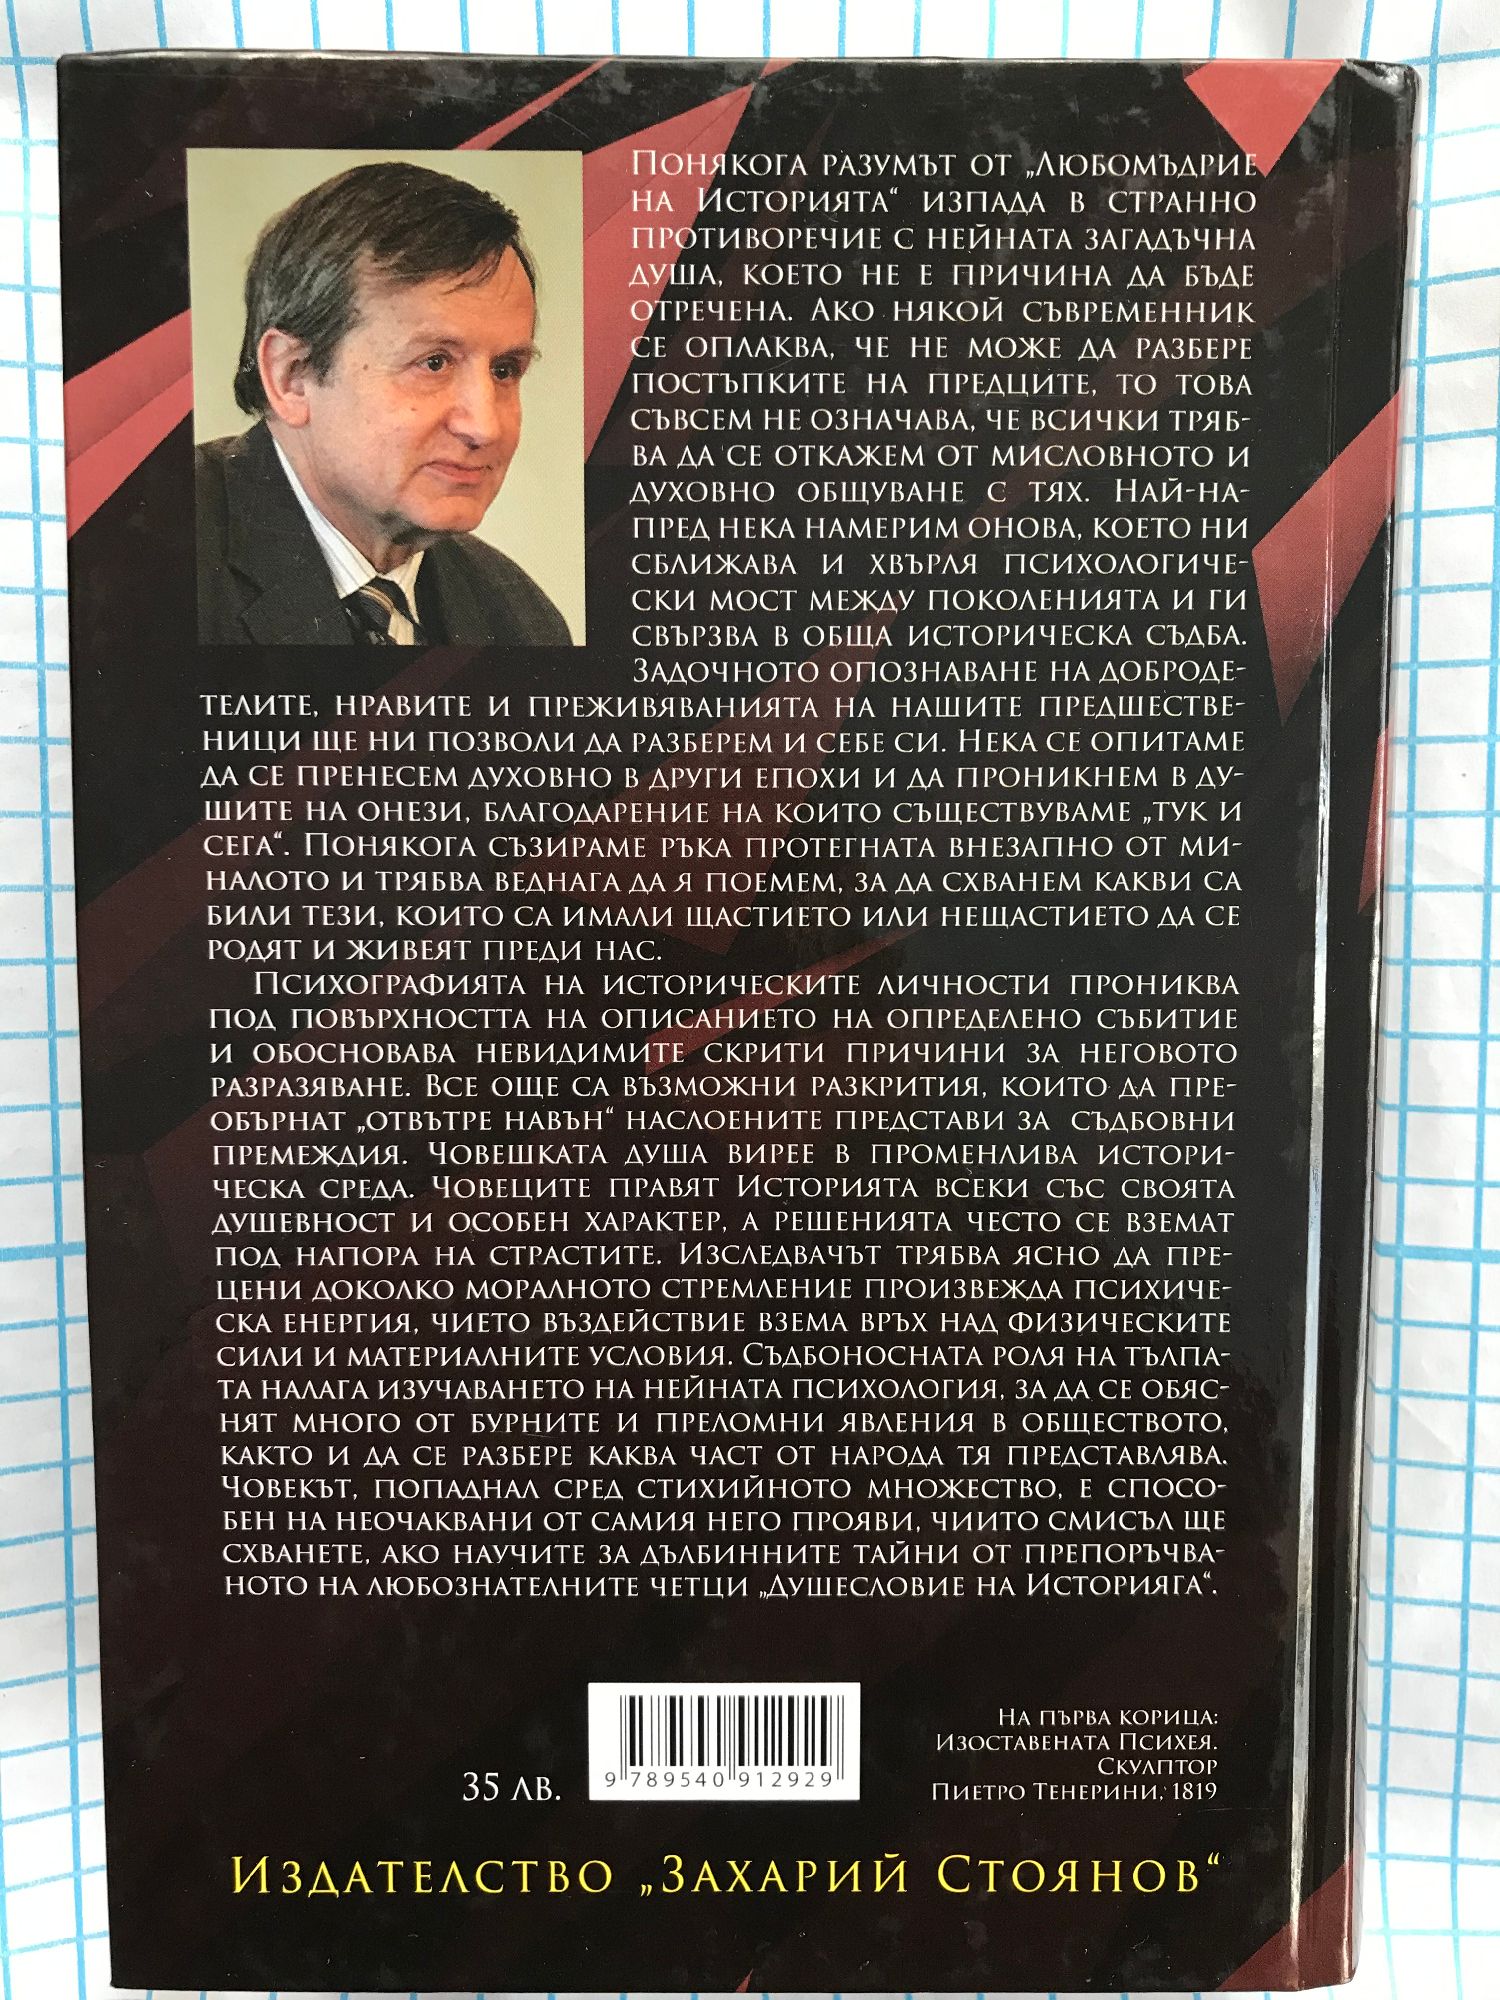 Понякога разумът от „Любомъдрие
на Историята“ изпада в странно
противоречие с нейната загадъчна
душа, което не е причина да бъде
отречена. Ако някой съвременник
се оплаква, че не може да разбере
постъпките на предците, то това
съвсем не означава, че всички тряб-
ва да се откажем от мисловното и
духовно общуване с тях. Най-на-
пред нека намерим онова, което ни
сближава и хвърля психологиче-
ски мост между поколенията и ги
свързва в обща историческа съдба.
Задочното опознаване на доброде-
телите, нравите и преживяванията на нашите предшестве-
ници ще ни позволи да разберем и себе си. Нека се опитаме
да се пренесем духовно в други епохи и да проникнем в ду-
шите на онези, благодарение на които съществуваме „тук и
сега“. Понякога съзираме ръка протегната внезапно от ми-
налото и трябва веднага да я поемем, за да схванем какви са
били тези, които са имали щастието или нещастието да се
родят и живеят преди нас.
Психографията на историческите личности прониква
под повърхността на описанието на определено събитие
и обосновава невидимите скрити причини за неговото
разразяване. Все още са възможни разкрития, които да пре-
обърнат „отвътре навън“ наслоените представи за съдбовни
премеждия. Човешката душа вирее в променлива истори-
ческа среда. Човеците правят Историята всеки със своята
душевност и особен характер, а решенията често се вземат
под напора на страстите. Изследвачът трябва ясно да пре-
цени доколко моралното стремление произвежда психиче-
ска енергия, чието въздействие взема връх над физическите
сили и материалните условия. Съдбоносната роля на тълпа-
та налага изучаването на нейната психология, за да се обяс-
нят много от бурните и преломни явления в обществото,
както и да се разбере каква част от народа тя представлява.
Човекът, попаднал сред стихийното множество, е спосо-
бен на неочаквани от самия него прояви, чиито смисъл ще
схванете, ако научите за дълбинните тайни от препоръчва-
ното на любознателните четци „Душесловие на Историяга“.
На първа корица:
Изоставената Психея.
Скулптор
Пиетро Тенерини, 1819
35 лв.
9 789540 912929
Издателство „Захарий Стоянов“